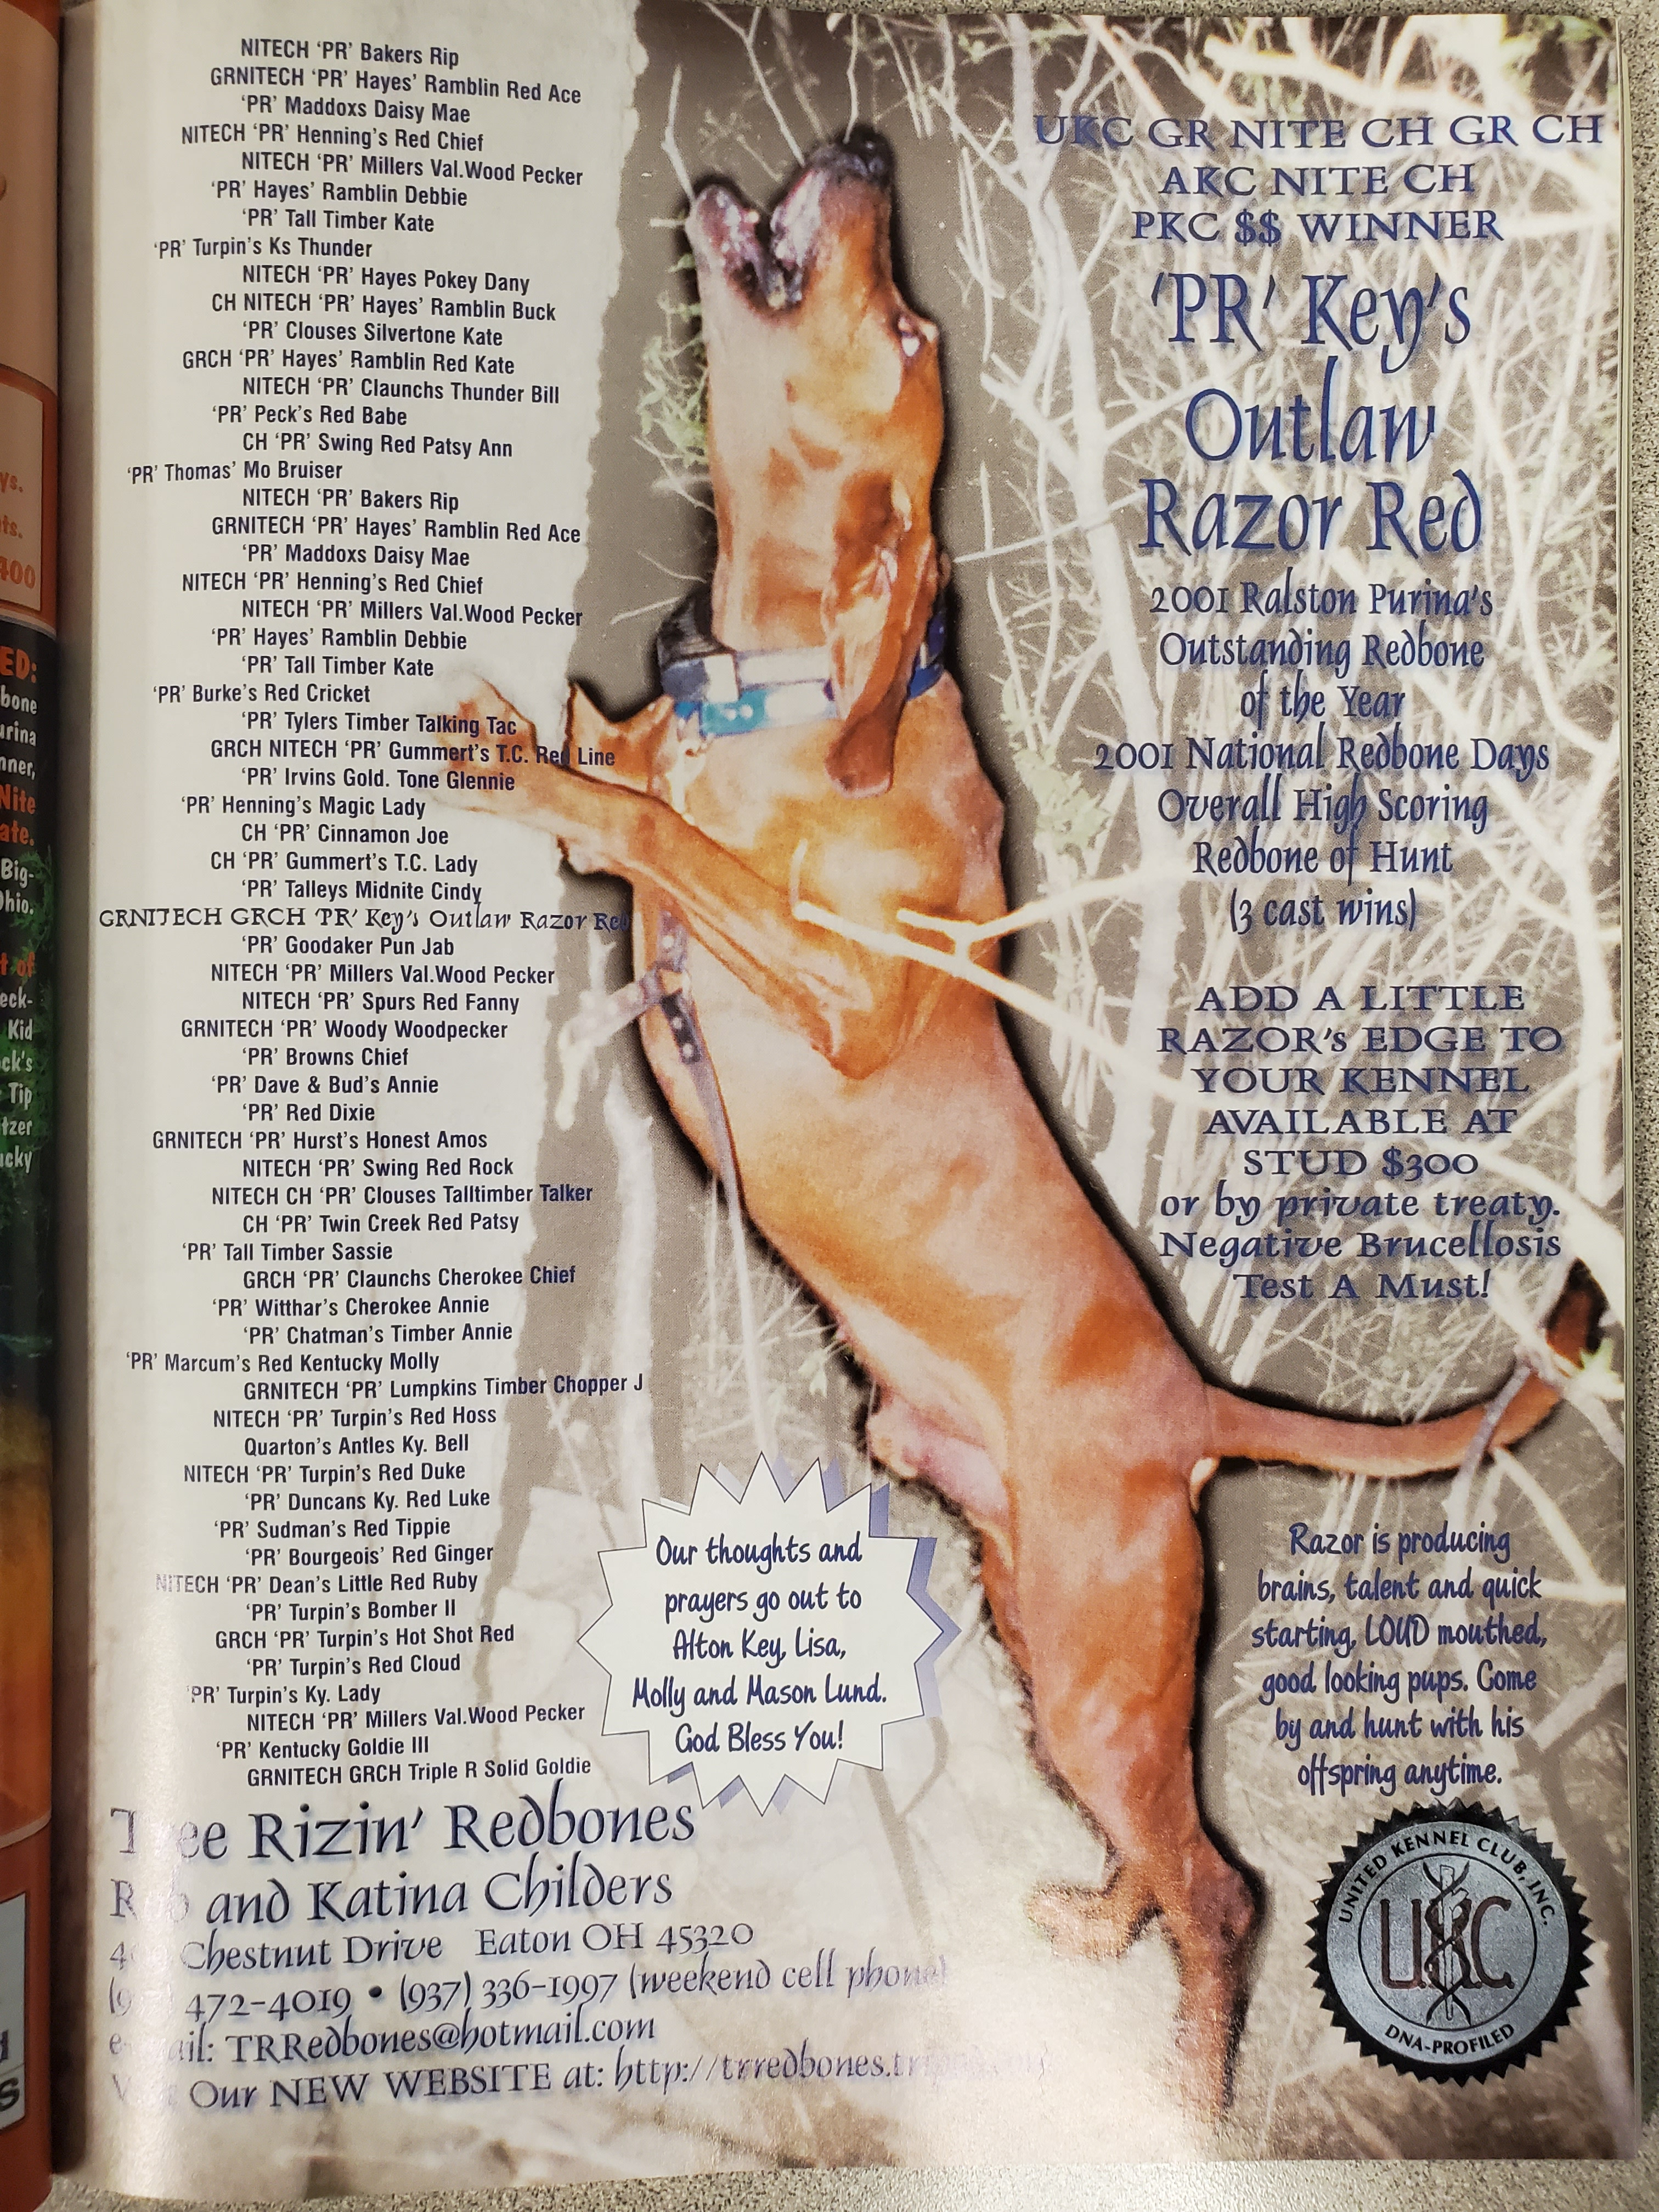 NITECH 'PR' Bakers Rip
GRNITECH 'PR' Hayes' Ramblin Red Ace
'PR' Maddoxs Daisy Mae
NITECH 'PR' Henning's Red Chief
NITECH 'PR' Millers Val.Wood Pecker
'PR' Hayes' Ramblin Debbie
'PR' Tall Timber Kate
'PR' Turpin's Ks Thunder
NITECH 'PR' Hayes Pokey Dany
CH NITECH 'PR' Hayes' Ramblin Buck
'PR' Clouses Silvertone Kate
GRCH 'PR' Hayes' Ramblin Red Kate
NITECH 'PR' Claunchs Thunder Bill
'PR' Peck's Red Babe
CH 'PR' Swing Red Patsy Ann
'PR' Thomas' Mo Bruiser
NITECH 'PR' Bakers Rip
GRNITECH 'PR' Hayes' Ramblin Red Ace
'PR' Maddoxs Daisy Mae
NITECH 'PR' Henning's Red Chief
NITECH 'PR' Millers Val.Wood Pecker
'PR' Hayes' Ramblin Debbie
'PR' Tall Timber Kate
'PR' Burke's Red Cricket
'PR' Tylers Timber Talking Tac
GRCH NITECH 'PR' Gummert's T.C. Red Line
'PR' Irvins Gold. Tone Glennie
'PR' Henning's Magic Lady
CH 'PR' Cinnamon Joe
CH 'PR' Gummert's T.C. Lady
'PR' Talleys Midnite Cindy
GRNITECH GRCH 'PR' Key's Outlaw Razor Red
'PR' Goodaker Pun Jab
NITECH 'PR' Millers Val.Wood Pecker
NITECH 'PR' Spurs Red Fanny
GRNITECH 'PR' Woody Woodpecker
'PR' Browns Chief
'PR' Dave & Bud's Annie
'PR' Red Dixie
GRNITECH 'PR' Hurst's Honest Amos
NITECH 'PR' Swing Red Rock
NITECH CH 'PR' Clouses Talltimber Talker
CH 'PR' Twin Creek Red Patsy
'PR' Tall Timber Sassie
GRCH 'PR' Claunchs Cherokee Chief
'PR' Witthar's Cherokee Annie
'PR' Chatman's Timber Annie
'PR' Marcum's Red Kentucky Molly
GRNITECH 'PR' Lumpkins Timber Chopper J
NITECH 'PR' Turpin's Red Hoss
Quarton's Antles Ky. Bell
NITECH 'PR' Turpin's Red Duke
'PR' Duncans Ky. Red Luke
'PR' Sudman's Red Tippie
'PR' Bourgeois' Red Ginger
NITECH 'PR' Dean's Little Red Ruby
'PR' Turpin's Bomber II
GRCH 'PR' Turpin's Hot Shot Red
'PR' Turpin's Red Cloud
'PR' Turpin's Ky. Lady
NITECH 'PR' Millers Val.Wood Pecker
'PR' Kentucky Goldie III
GRNITECH GRCH Triple R Solid Goldie
UKC GR NITE CH GR CH
AKC NITE CH
PKC $$ WINNER
'PR' Key's
Outlaw
Razor Red
2001 Ralston Purina's
Outstanding Redbone
of the Year
2001 National Redbone Days
Overall High Scoring
Redbone of Hunt
(3 cast wins)
ADD A LITTLE
RAZOR's EDGE TO
YOUR KENNEL
AVAILABLE AT
STUD $300
or by private treaty.
Negative Brucellosis
Test A Must!
Our thoughts and
prayers go out to
Alton Key, Lisa,
Molly and Mason Lund.
God Bless You!
Razor is producing
brains, talent and quick
starting, LOUD mouthed,
good looking pups. Come
by and hunt with his
offspring anytime.
Rizin' Redbones
and Katina Childers
Chestnut Drive Eaton OH 45320
472-4019 • (937) 336-1997 (weekend cell phone)
TRRedbones@hotmail.com
Our NEW WEBSITE at:
UNITED KENNEL CLUB, INC.
UKC
DNA-PROFILED
ED:
Nite
Kid
Tip